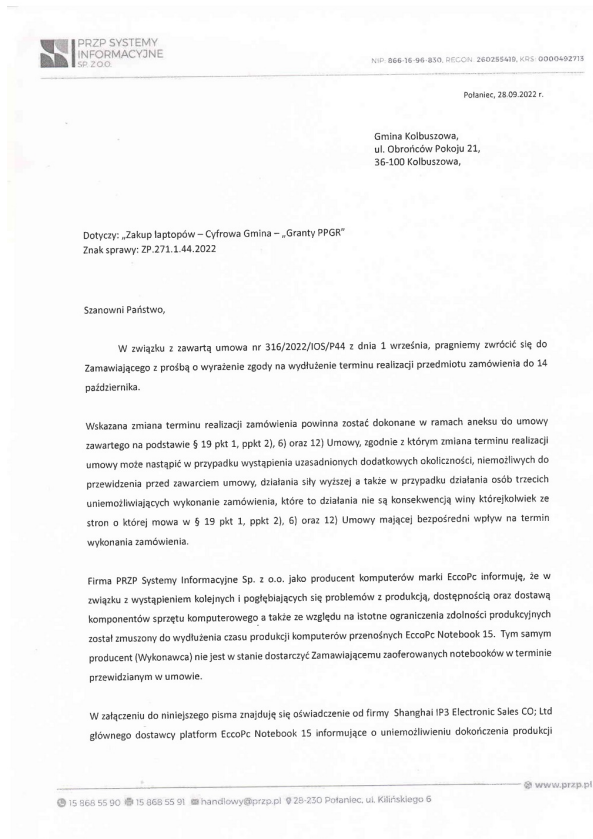 PRZP SYSTEMY
INFORMACYJNE
SP. Z O.O.
NIP: 866-16-96-830, REGON: 260255419, KRS: 0000492713
Połaniec, 28.09.2022 r.
Gmina Kolbuszowa,
ul. Obrońców Pokoju 21,
36-100 Kolbuszowa,
Dotyczy: „Zakup laptopów – Cyfrowa Gmina – „Granty PPGR”
Znak sprawy: ZP.271.1.44.2022
Szanowni Państwo,
W związku z zawartą umowa nr 316/2022/IOS/P44 z dnia 1 września, pragniemy zwrócić się do
Zamawiającego z prośbą o wyrażenie zgody na wydłużenie terminu realizacji przedmiotu zamówienia do 14
października.
Wskazana zmiana terminu realizacji zamówienia powinna zostać dokonane w ramach aneksu do umowy
zawartego na podstawie § 19 pkt 1, ppkt 2), 6) oraz 12) Umowy, zgodnie z którym zmiana terminu realizacji
umowy może nastąpić w przypadku wystąpienia uzasadnionych dodatkowych okoliczności, niemożliwych do
przewidzenia przed zawarciem umowy, działania siły wyższej a także w przypadku działania osób trzecich
uniemożliwiających wykonanie zamówienia, które to działania nie są konsekwencją winy którejkolwiek ze
stron o której mowa w § 19 pkt 1, ppkt 2), 6) oraz 12) Umowy mającej bezpośredni wpływ na termin
wykonania zamówienia.
Firma PRZP Systemy Informacyjne Sp. z o.o. jako producent komputerów marki EccoPc informuję, że w
związku z wystąpieniem kolejnych i pogłębiających się problemów z produkcją, dostępnością oraz dostawą
komponentów sprzętu komputerowego a także ze względu na istotne ograniczenia zdolności produkcyjnych
został zmuszony do wydłużenia czasu produkcji komputerów przenośnych EccoPc Notebook 15. Tym samym
producent (Wykonawca) nie jest w stanie dostarczyć Zamawiającemu zaoferowanych notebooków w terminie
przewidzianym w umowie.
W załączeniu do niniejszego pisma znajduję się oświadczenie od firmy Shanghai IP3 Electronic Sales CO; Ltd
głównego dostawcy platform EccoPc Notebook 15 informujące o uniemożliwieniu dokończenia produkcji
www.przp.pl
15 868 55 90 15 868 55 91 handlowy@przp.pl 28-230 Połaniec, ul. Kilińskiego 6